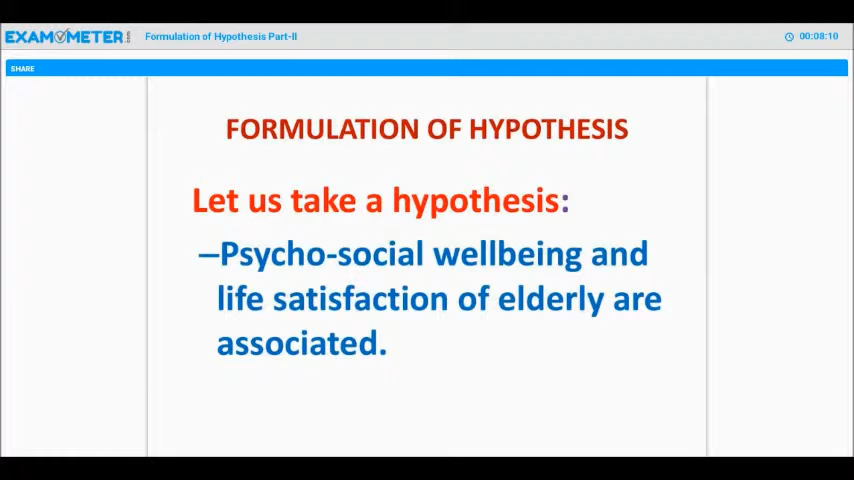 EXAMOMETER.com Formulation of Hypothesis Part-II 00:08:10
SHARE
FORMULATION OF HYPOTHESIS
Let us take a hypothesis:
–Psycho-social wellbeing and
life satisfaction of elderly are
associated.